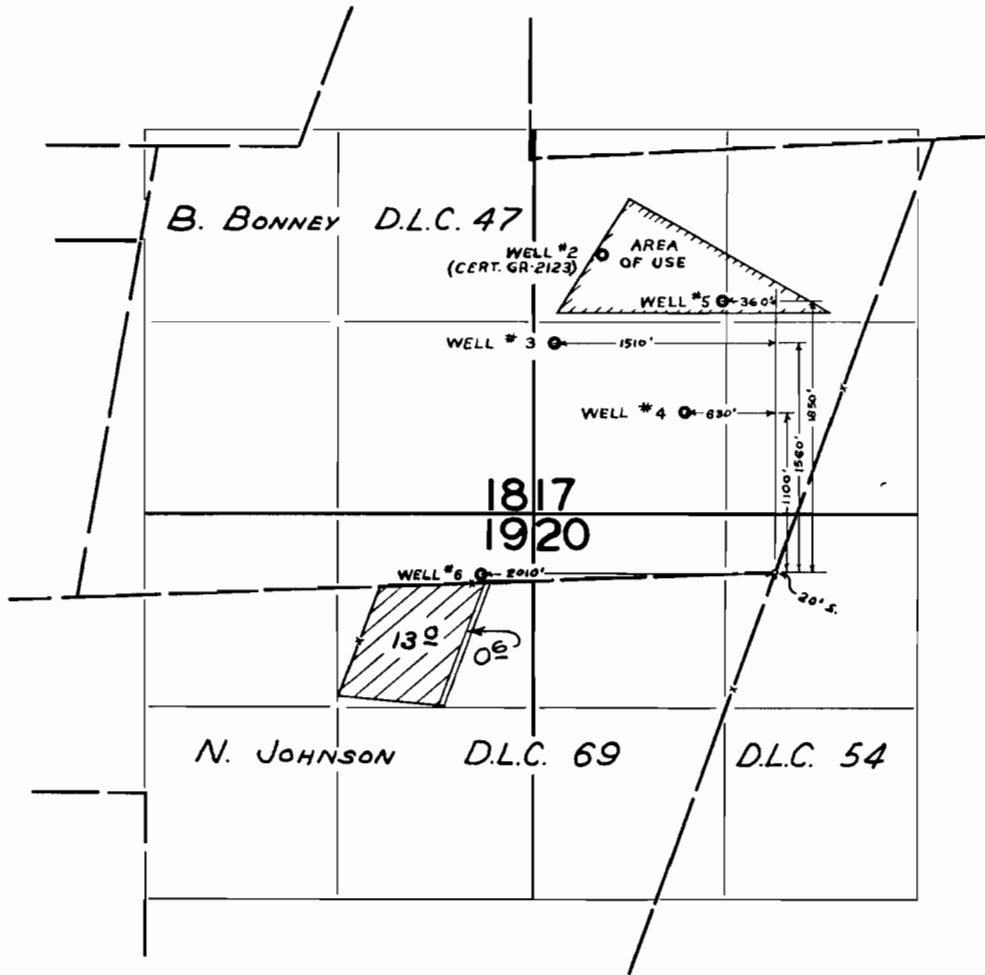 B. BONNEY D.L.C. 47
WELL #2
(CERT. GR-2123)
AREA
OF USE
WELL #5
360'
WELL # 3
1510'
WELL #4
630'
1100'
1560'
1850'
18 17
19 20
WELL #6
2010'
20' S.
13 0
0 6
N. JOHNSON D.L.C. 69
D.L.C. 54